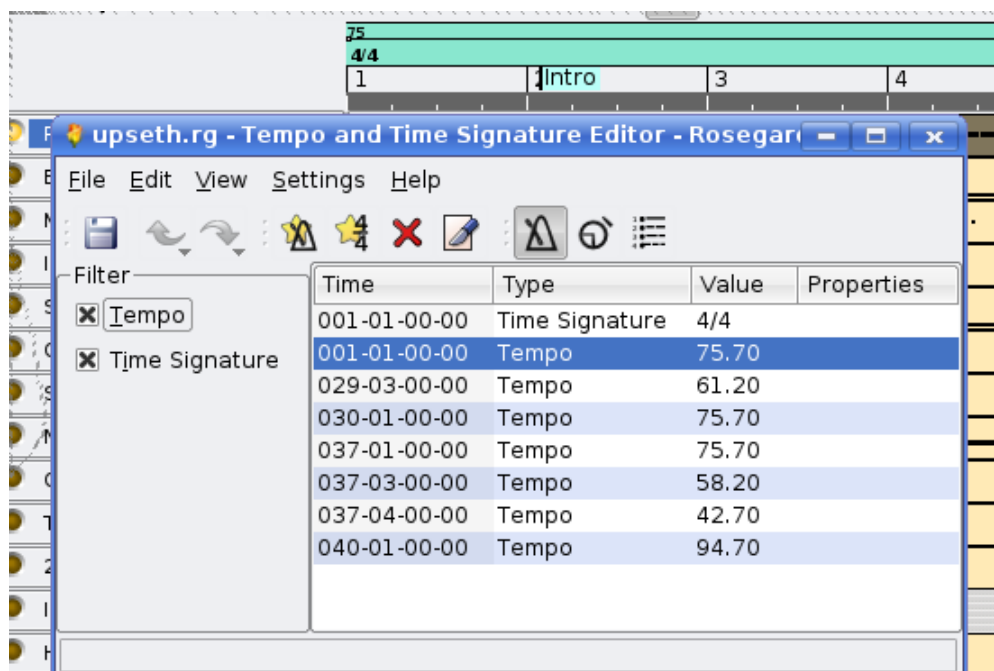 75
4/4
1 2 Intro 3 4
upseth.rg - Tempo and Time Signature Editor - Rosegar
File Edit View Settings Help
Filter
Tempo
Time Signature
Time Type Value Properties
001-01-00-00 Time Signature 4/4
001-01-00-00 Tempo 75.70
029-03-00-00 Tempo 61.20
030-01-00-00 Tempo 75.70
037-01-00-00 Tempo 75.70
037-03-00-00 Tempo 58.20
037-04-00-00 Tempo 42.70
040-01-00-00 Tempo 94.70